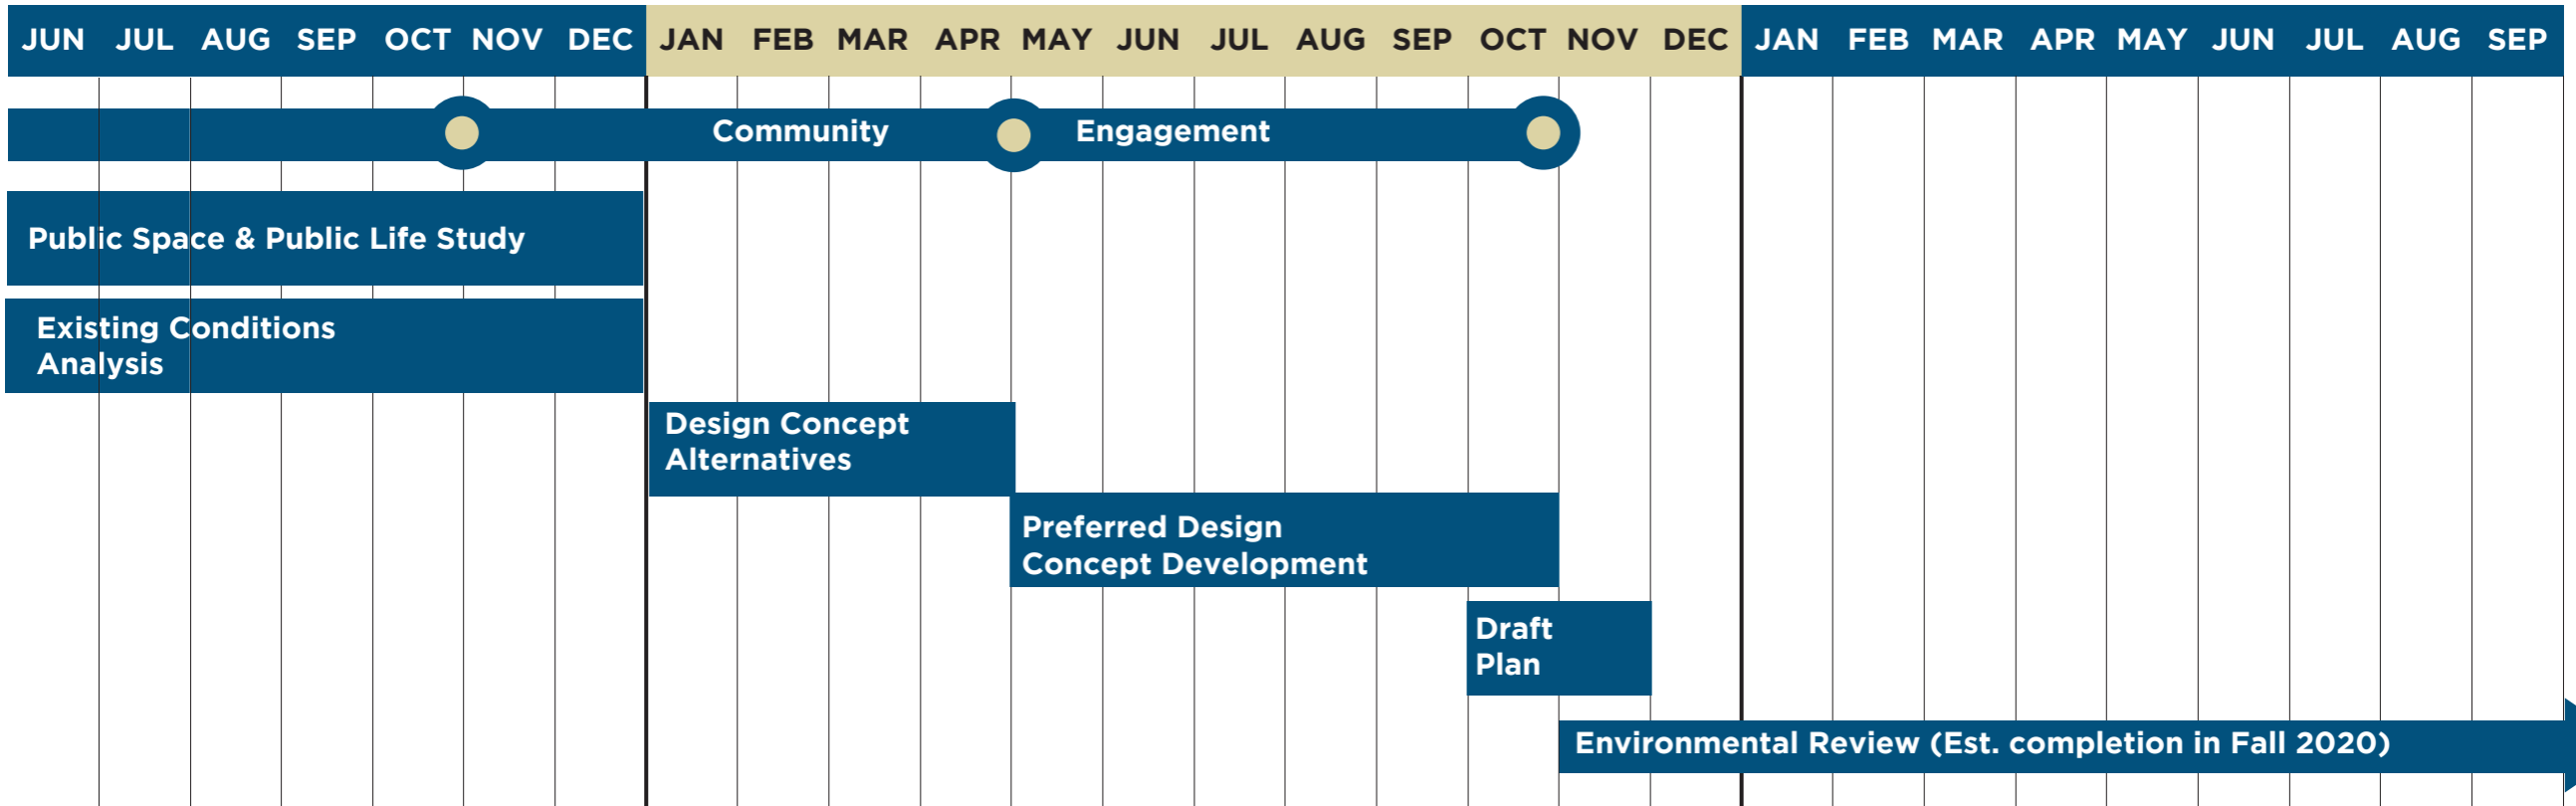 JUN JUL AUG SEP OCT NOV DEC JAN FEB MAR APR MAY JUN JUL AUG SEP OCT NOV DEC JAN FEB MAR APR MAY JUN JUL AUG SEP
Community Engagement
Public Space & Public Life Study
Existing Conditions
Analysis
Design Concept
Alternatives
Preferred Design
Concept Development
Draft
Plan
Environmental Review (Est. completion in Fall 2020)